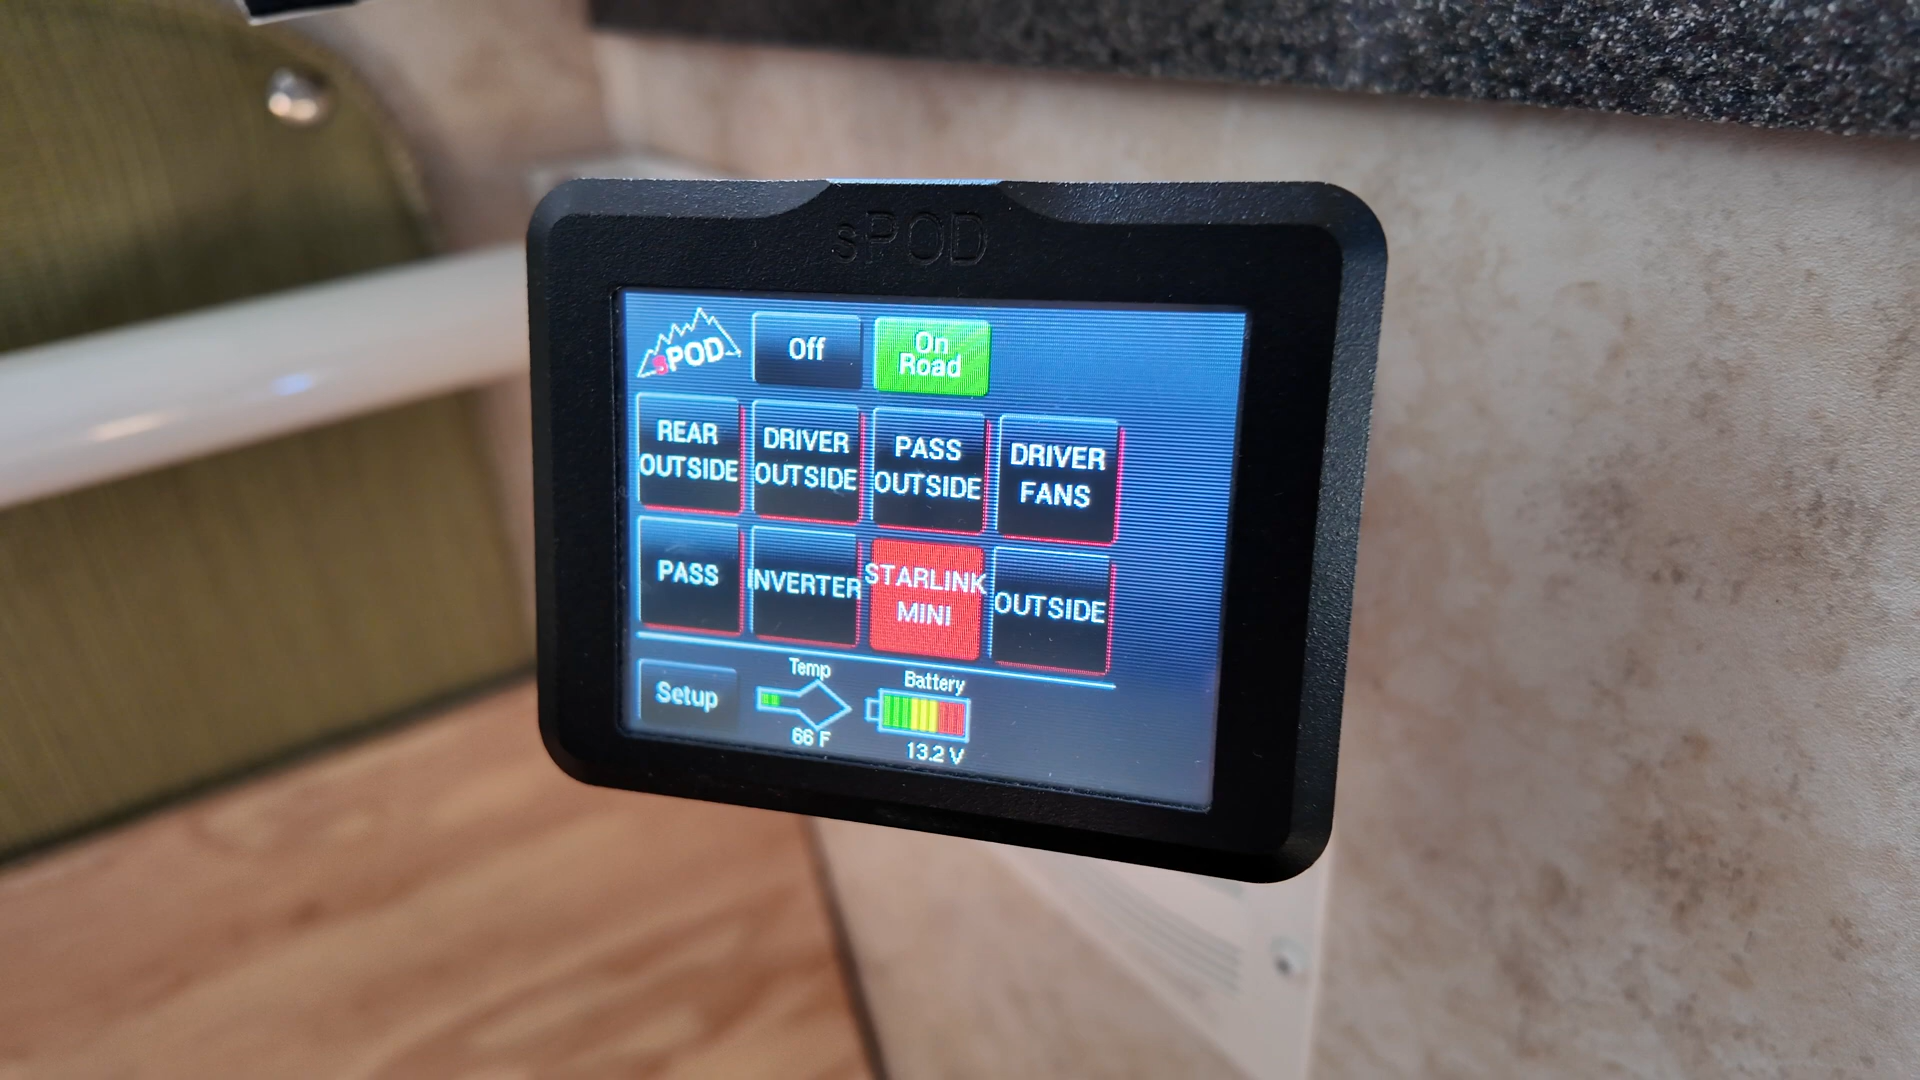 sPOD
sPOD
Off
On
Road
REAR
OUTSIDE
DRIVER
OUTSIDE
PASS
OUTSIDE
DRIVER
FANS
PASS
INVERTER
STARLINK
MINI
OUTSIDE
Setup
Temp
66 F
Battery
13.2 V